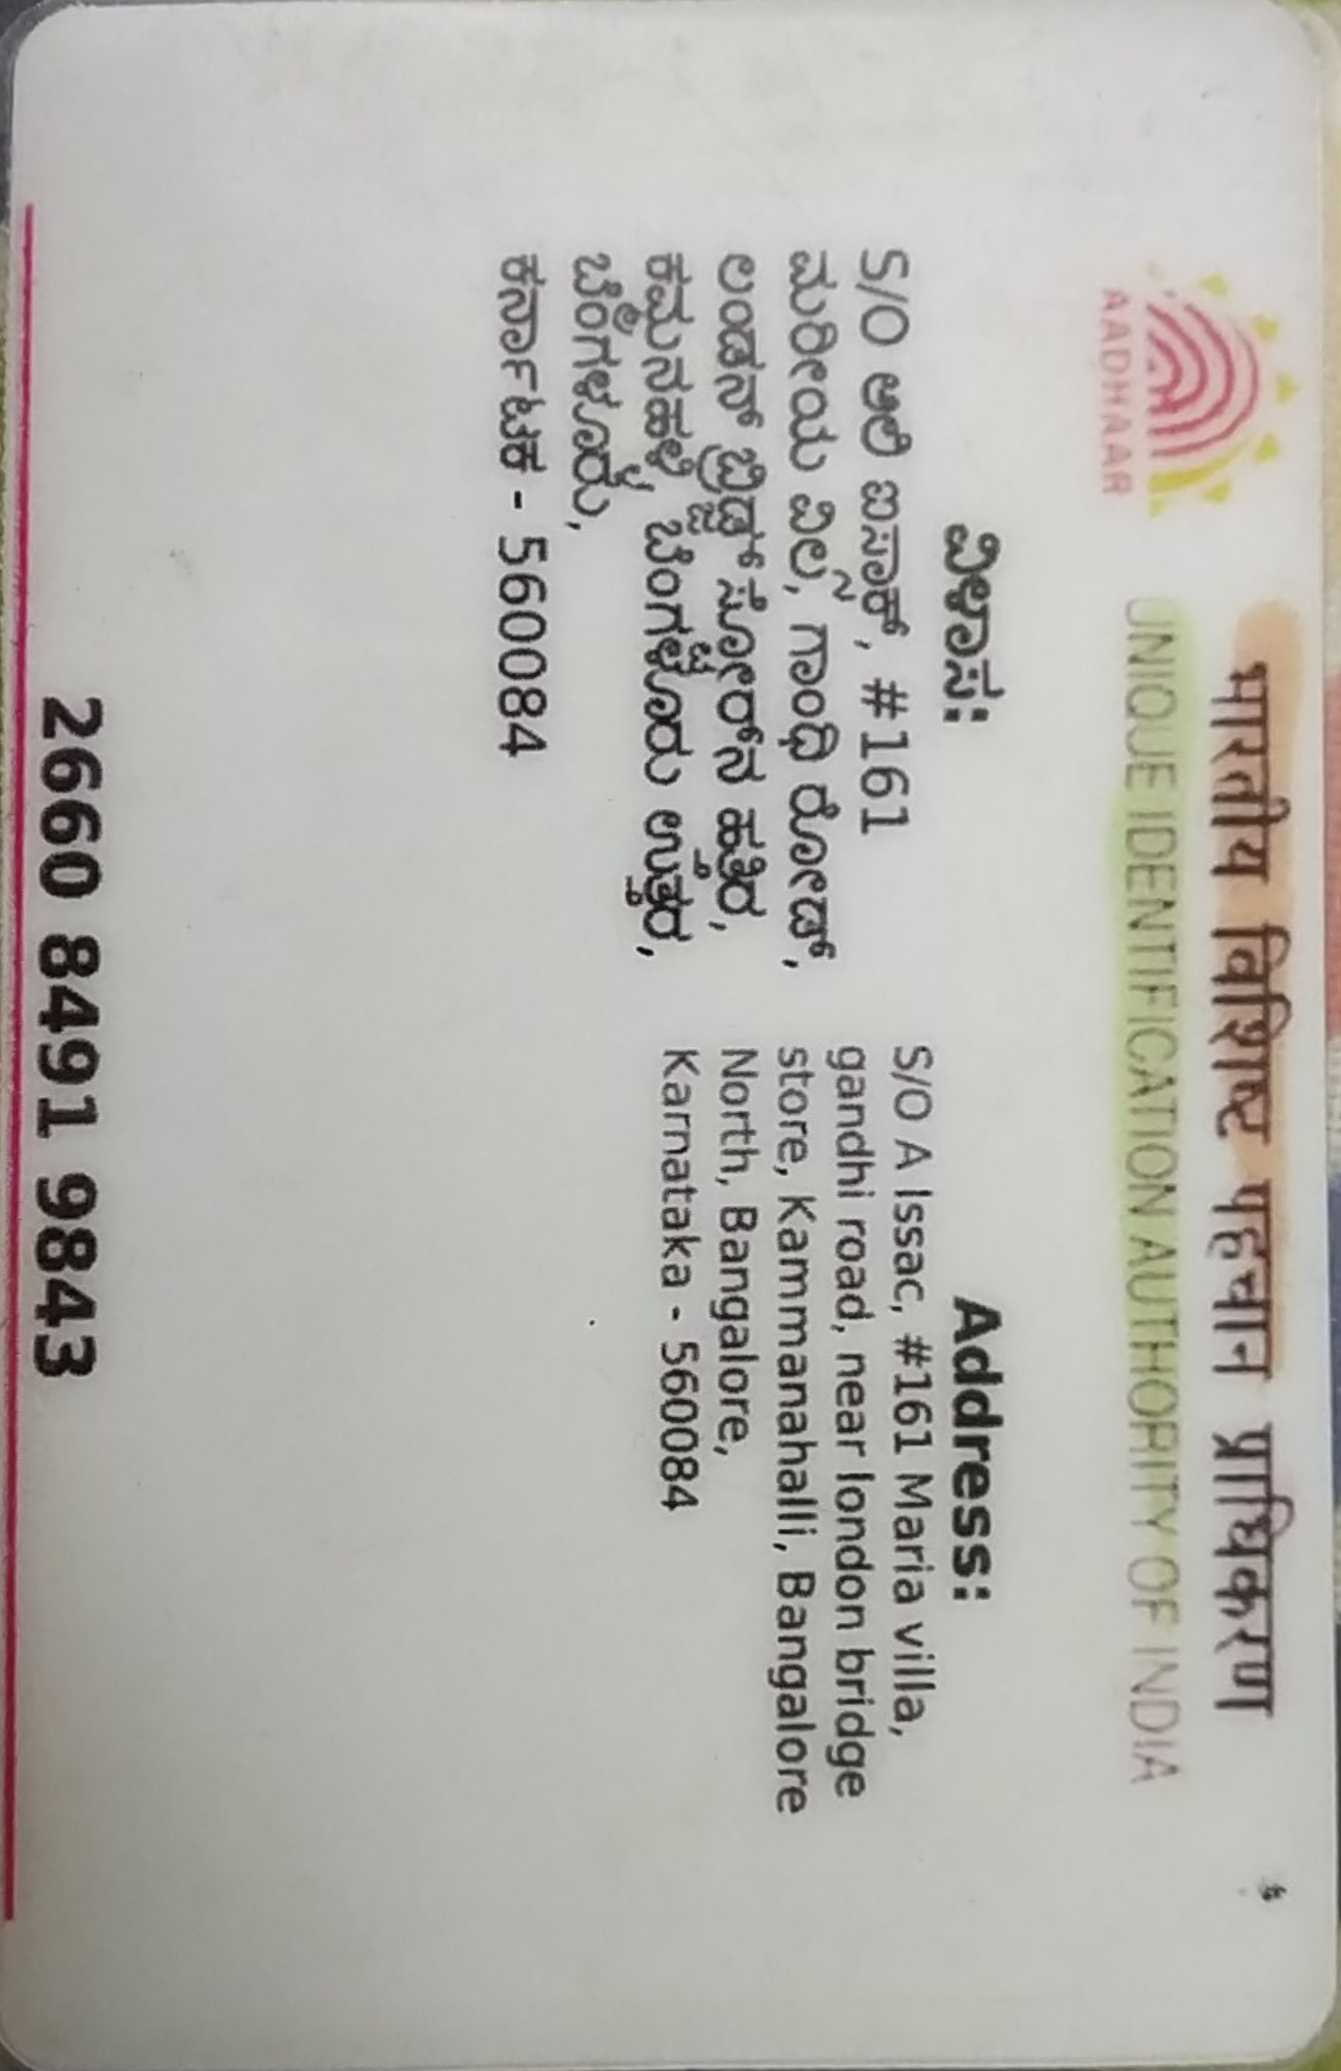 भारतीय विशिष्ट पहचान प्राधिकरण
UNIQUE IDENTIFICATION AUTHORITY OF INDIA
AADHAAR
ವಿಳಾಸ:
S/O ಆಲಿ ಐಸ್ಸಾಕ್, #161
ಮರೀಯ ವಿಲ, ಗಾಂಧಿ ರೋಡ್,
ಲಂಡನ್ ಬ್ರಿಡ್ಜ್ ಸ್ಟೋರ್‌ನ ಹತ್ತಿರ,
ಕಮ್ಮನಹಳ್ಳಿ, ಬೆಂಗಳೂರು ಉತ್ತರ,
ಬೆಂಗಳೂರು,
ಕರ್ನಾಟಕ - 560084
Address:
S/O A Issac, #161 Maria villa,
gandhi road, near london bridge
store, Kammanahalli, Bangalore
North, Bangalore,
Karnataka - 560084
2660 8491 9843